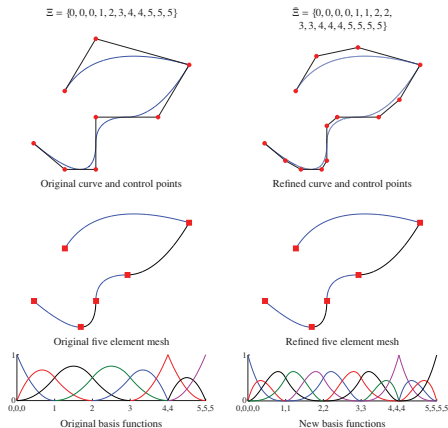 Ξ = {0, 0, 0, 1, 2, 3, 4, 4, 5, 5, 5}
Ξ̄ = {0, 0, 0, 0, 1, 1, 2, 2,
3, 3, 4, 4, 4, 5, 5, 5, 5}
Original curve and control points
Refined curve and control points
Original five element mesh
Refined five element mesh
1
0
0,0,0 1 2 3 4,4 5,5,5
Original basis functions
1
0
0,0,0,0 1,1 2,2 3,3 4,4,4 5,5,5,5
New basis functions